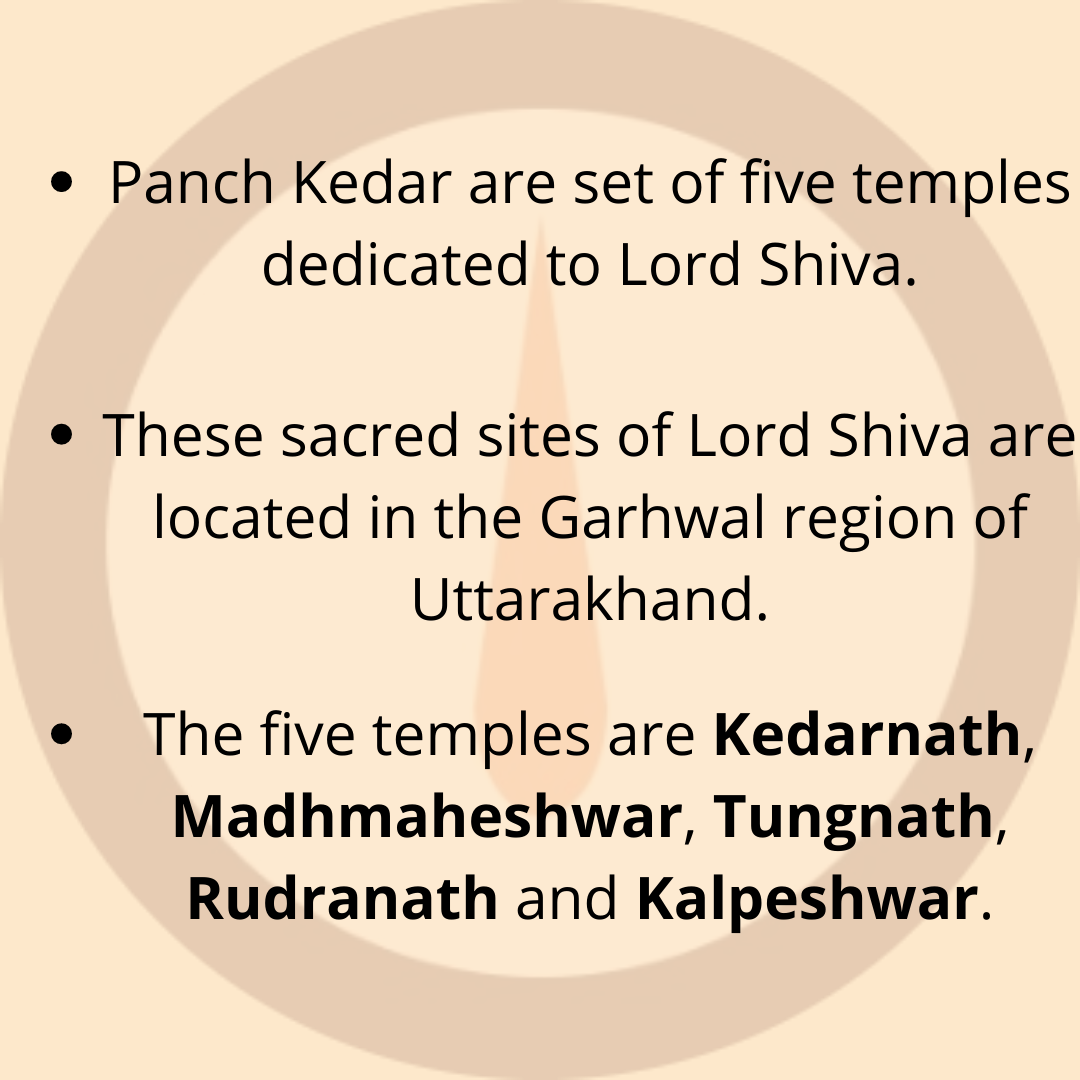 • Panch Kedar are set of five temples
dedicated to Lord Shiva.
• These sacred sites of Lord Shiva are
located in the Garhwal region of
Uttarakhand.
• The five temples are Kedarnath,
Madhmaheshwar, Tungnath,
Rudranath and Kalpeshwar.